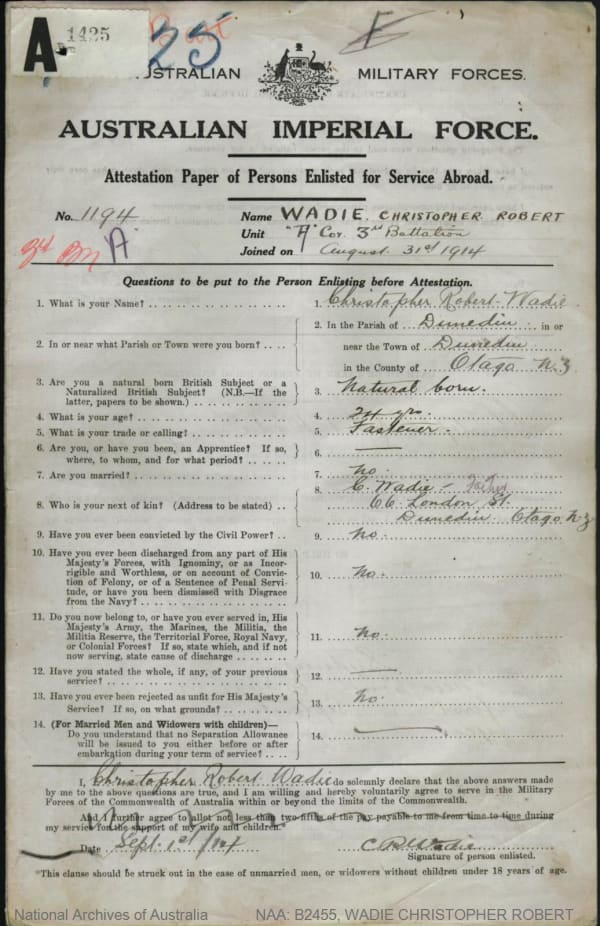 A. 1425
25
AUSTRALIAN MILITARY FORCES.
AUSTRALIAN IMPERIAL FORCE.
Attestation Paper of Persons Enlisted for Service Abroad.
No. 1194 Name WADIE. CHRISTOPHER ROBERT
Unit "A" Coy. 3rd Battalion
Joined on August. 31st 1914
3rd Bn A
Questions to be put to the Person Enlisting before Attestation.
1. What is your Name? 1. Christopher Robert Wadie
2. In or near what Parish or Town were you born? 2. In the Parish of Dunedin in or
near the Town of Dunedin
in the County of Otago N.Z
3. Are you a natural born British Subject or a
Naturalized British Subject? (N.B.—If the
latter, papers to be shown.) 3. Natural born.
4. What is your age? 4. 24 yrs.
5. What is your trade or calling? 5. Fastener.
6. Are you, or have you been, an Apprentice? If so,
where, to whom, and for what period? 6. —
7. Are you married? 7. No
8. Who is your next of kin? (Address to be stated) 8. C. Wadie - Father
66 London St.
Dunedin Otago N.Z
9. Have you ever been convicted by the Civil Power? 9. No.
10. Have you ever been discharged from any part of His
Majesty's Forces, with Ignominy, or as Incor-
rigible and Worthless, or on account of Convic-
tion of Felony, or of a Sentence of Penal Servi-
tude, or have you been dismissed with Disgrace
from the Navy? 10. No.
11. Do you now belong to, or have you ever served in, His
Majesty's Army, the Marines, the Militia, the
Militia Reserve, the Territorial Force, Royal Navy,
or Colonial Forces? If so, state which, and if not
now serving, state cause of discharge 11. No.
12. Have you stated the whole, if any, of your previous
service? 12. —
13. Have you ever been rejected as unfit for His Majesty's
Service? If so, on what grounds? 13. No.
14. (For Married Men and Widowers with children)—
Do you understand that no Separation Allowance
will be issued to you either before or after
embarkation during your term of service? 14. —
I, Christopher Robert Wadie do solemnly declare that the above answers made
by me to the above questions are true, and I am willing and hereby voluntarily agree to serve in the Military
Forces of the Commonwealth of Australia within or beyond the limits of the Commonwealth.
And I further agree to allot not less than two-fifths of the pay payable to me from time to time during
my service for the support of my wife and children.
Date Sept. 1st/14 C R Wadie
Signature of person enlisted.
*This clause should be struck out in the case of unmarried men, or widowers without children under 18 years of age.
National Archives of Australia NAA: B2455, WADIE CHRISTOPHER ROBERT